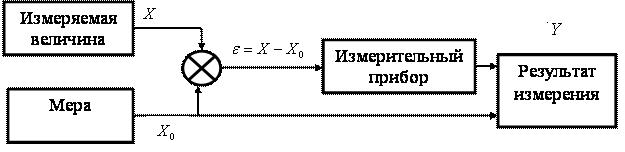 Измеряемая
величина
X
ε = X − X₀
Y
Измерительный
прибор
Результат
измерения
Мера
X₀